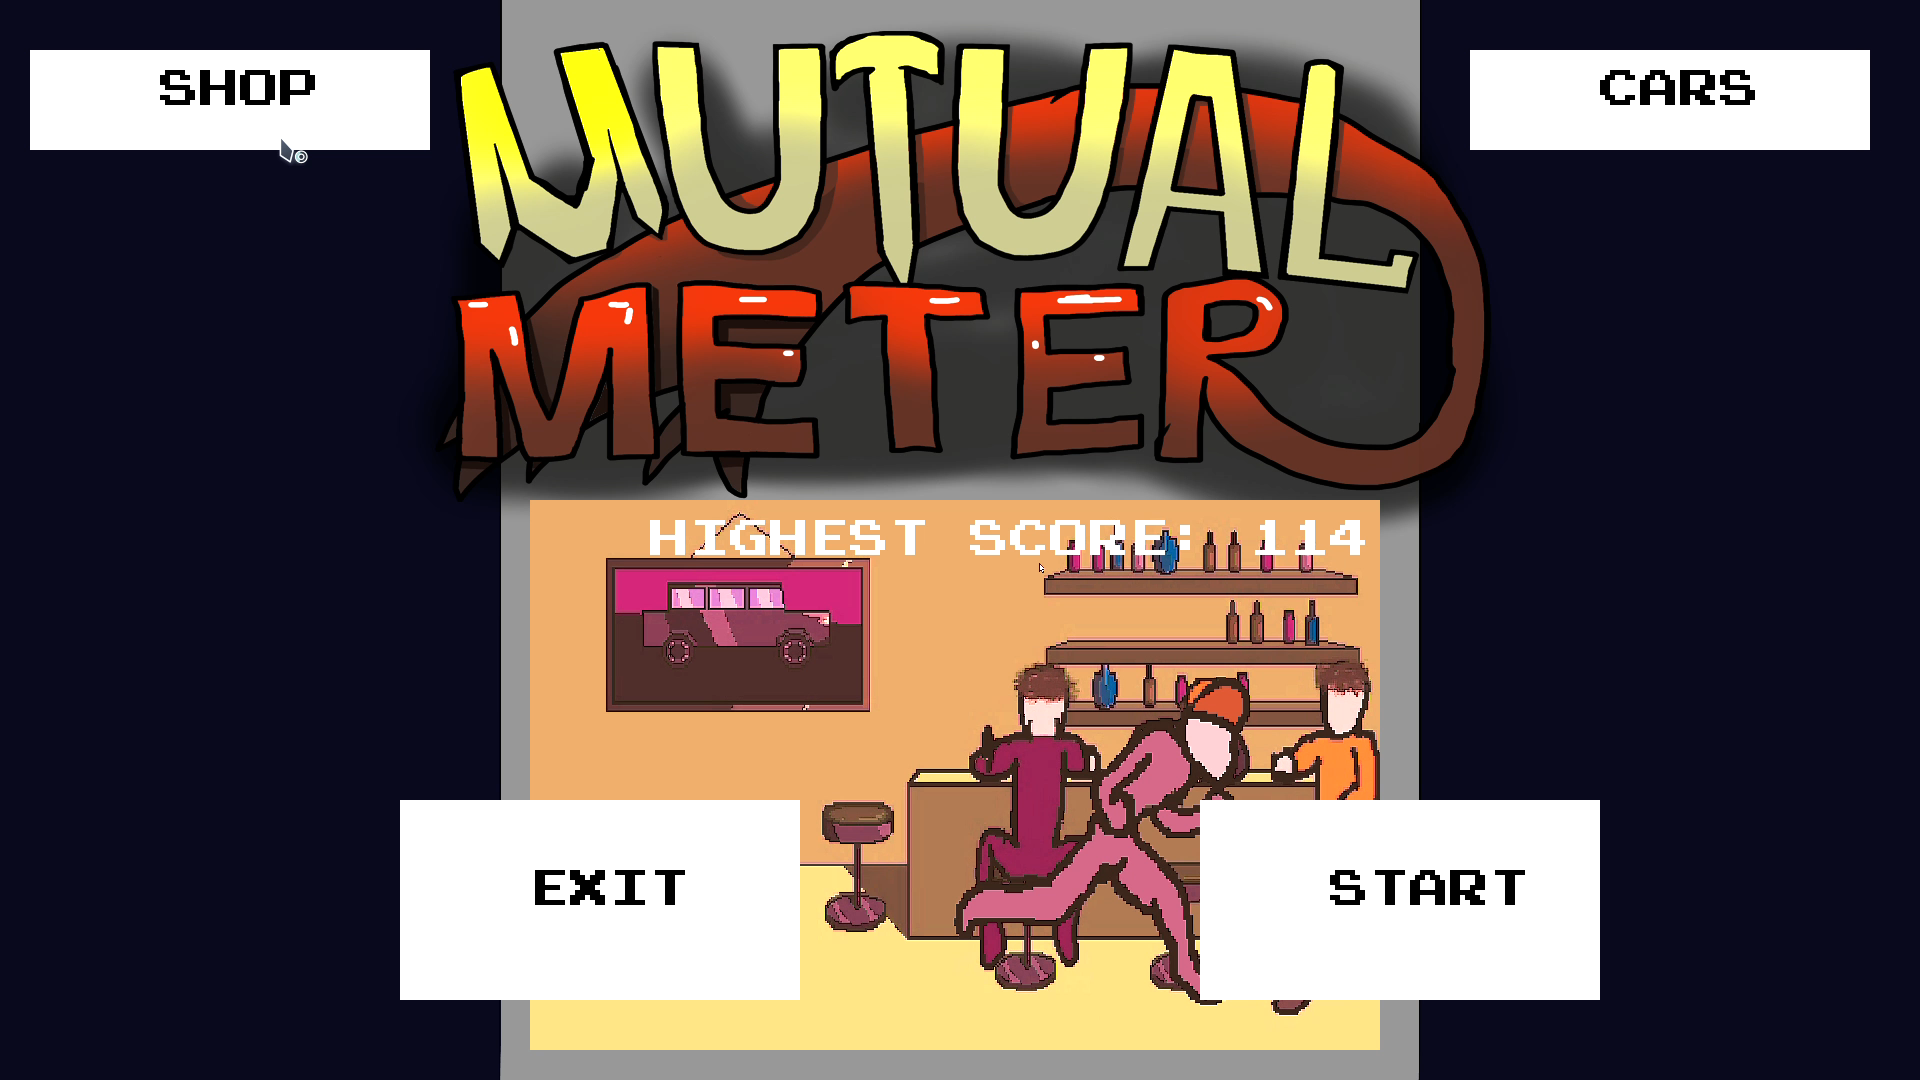 SHOP
CARS
MUTUAL
METER
HIGHEST SCORE: 114
EXIT
START